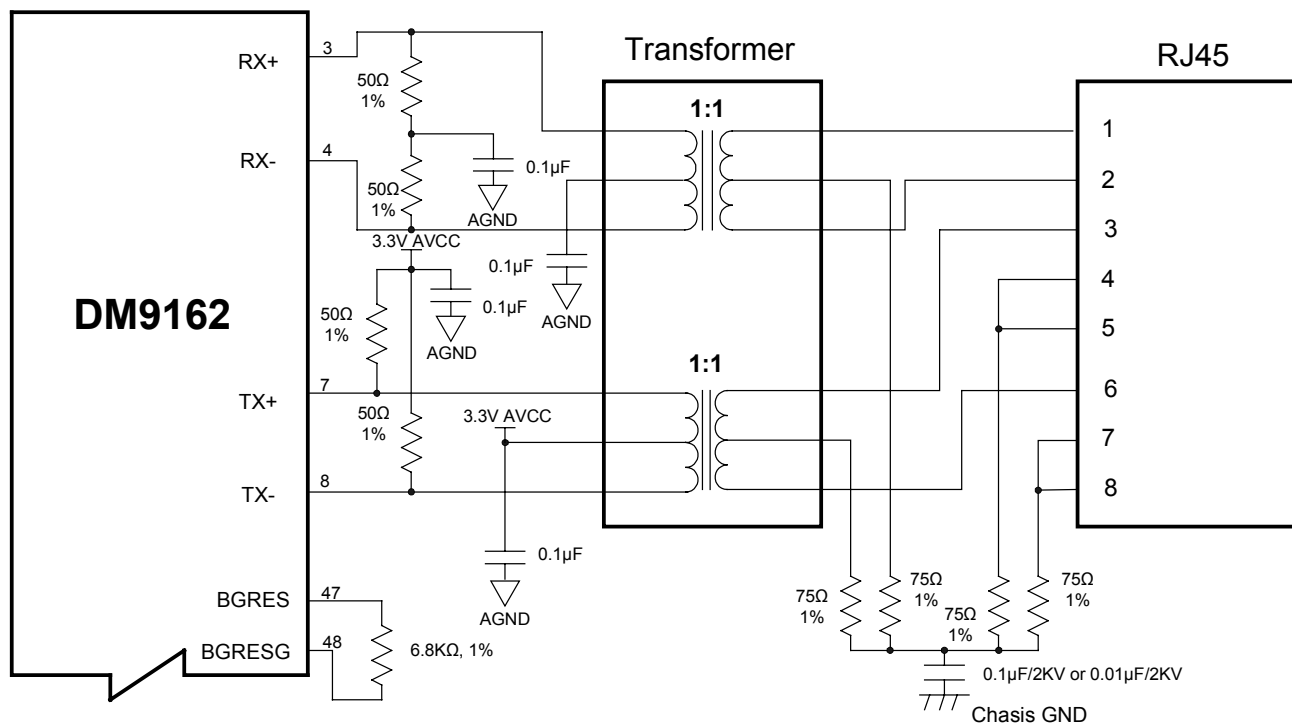 Transformer
RJ45
RX+
3
50Ω
1%
1:1
1
RX-
4
0.1µF
2
50Ω
1%
AGND
3
3.3V AVCC
0.1µF
4
0.1µF
DM9162
50Ω
1%
AGND
5
AGND
1:1
7
6
TX+
50Ω
1%
3.3V AVCC
7
8
TX-
8
0.1µF
BGRES
47
AGND
75Ω
1%
75Ω
1%
75Ω
1%
75Ω
1%
BGRESG
48
6.8KΩ, 1%
0.1µF/2KV or 0.01µF/2KV
Chasis GND